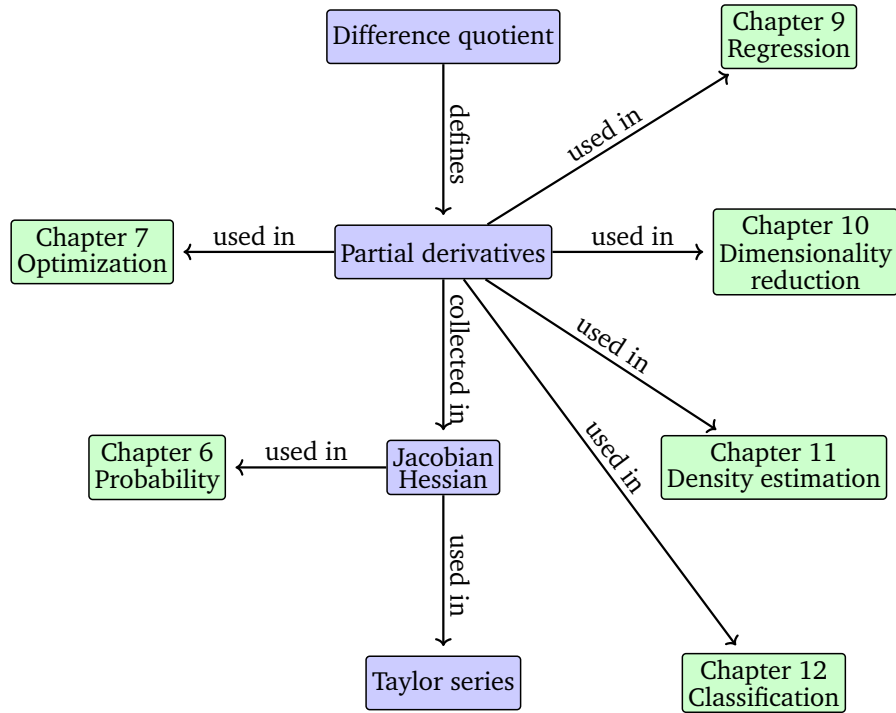 Difference quotient
Chapter 9
Regression
defines
used in
Chapter 7
Optimization
used in
Partial derivatives
used in
Chapter 10
Dimensionality
reduction
collected in
used in
used in
Chapter 6
Probability
used in
Jacobian
Hessian
Chapter 11
Density estimation
used in
Taylor series
Chapter 12
Classification